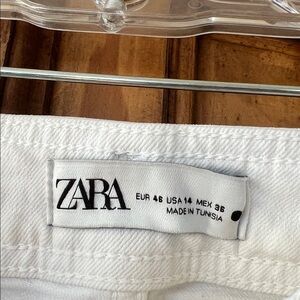 ZARA
EUR 46 USA 14 MEX 36
MADE IN TUNISIA